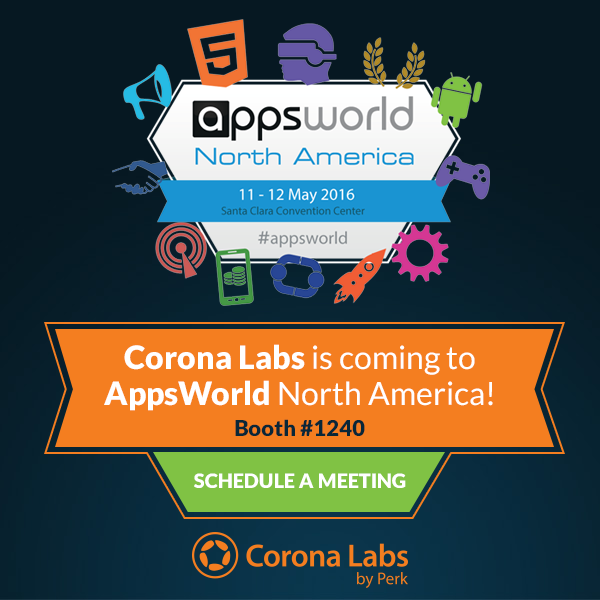 appsworld
North America
11 - 12 May 2016
Santa Clara Convention Center
#appsworld
Corona Labs is coming to
AppsWorld North America!
Booth #1240
SCHEDULE A MEETING
Corona Labs
by Perk